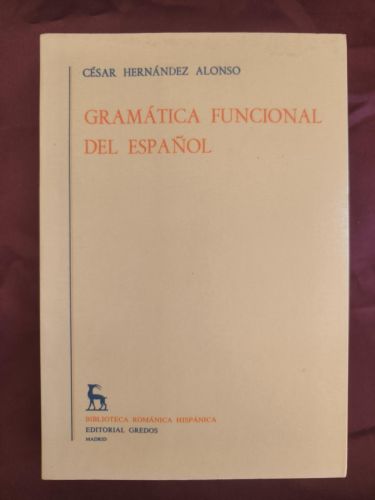 CÉSAR HERNÁNDEZ ALONSO
GRAMÁTICA FUNCIONAL
DEL ESPAÑOL
BIBLIOTECA ROMÁNICA HISPÁNICA
EDITORIAL GREDOS
MADRID